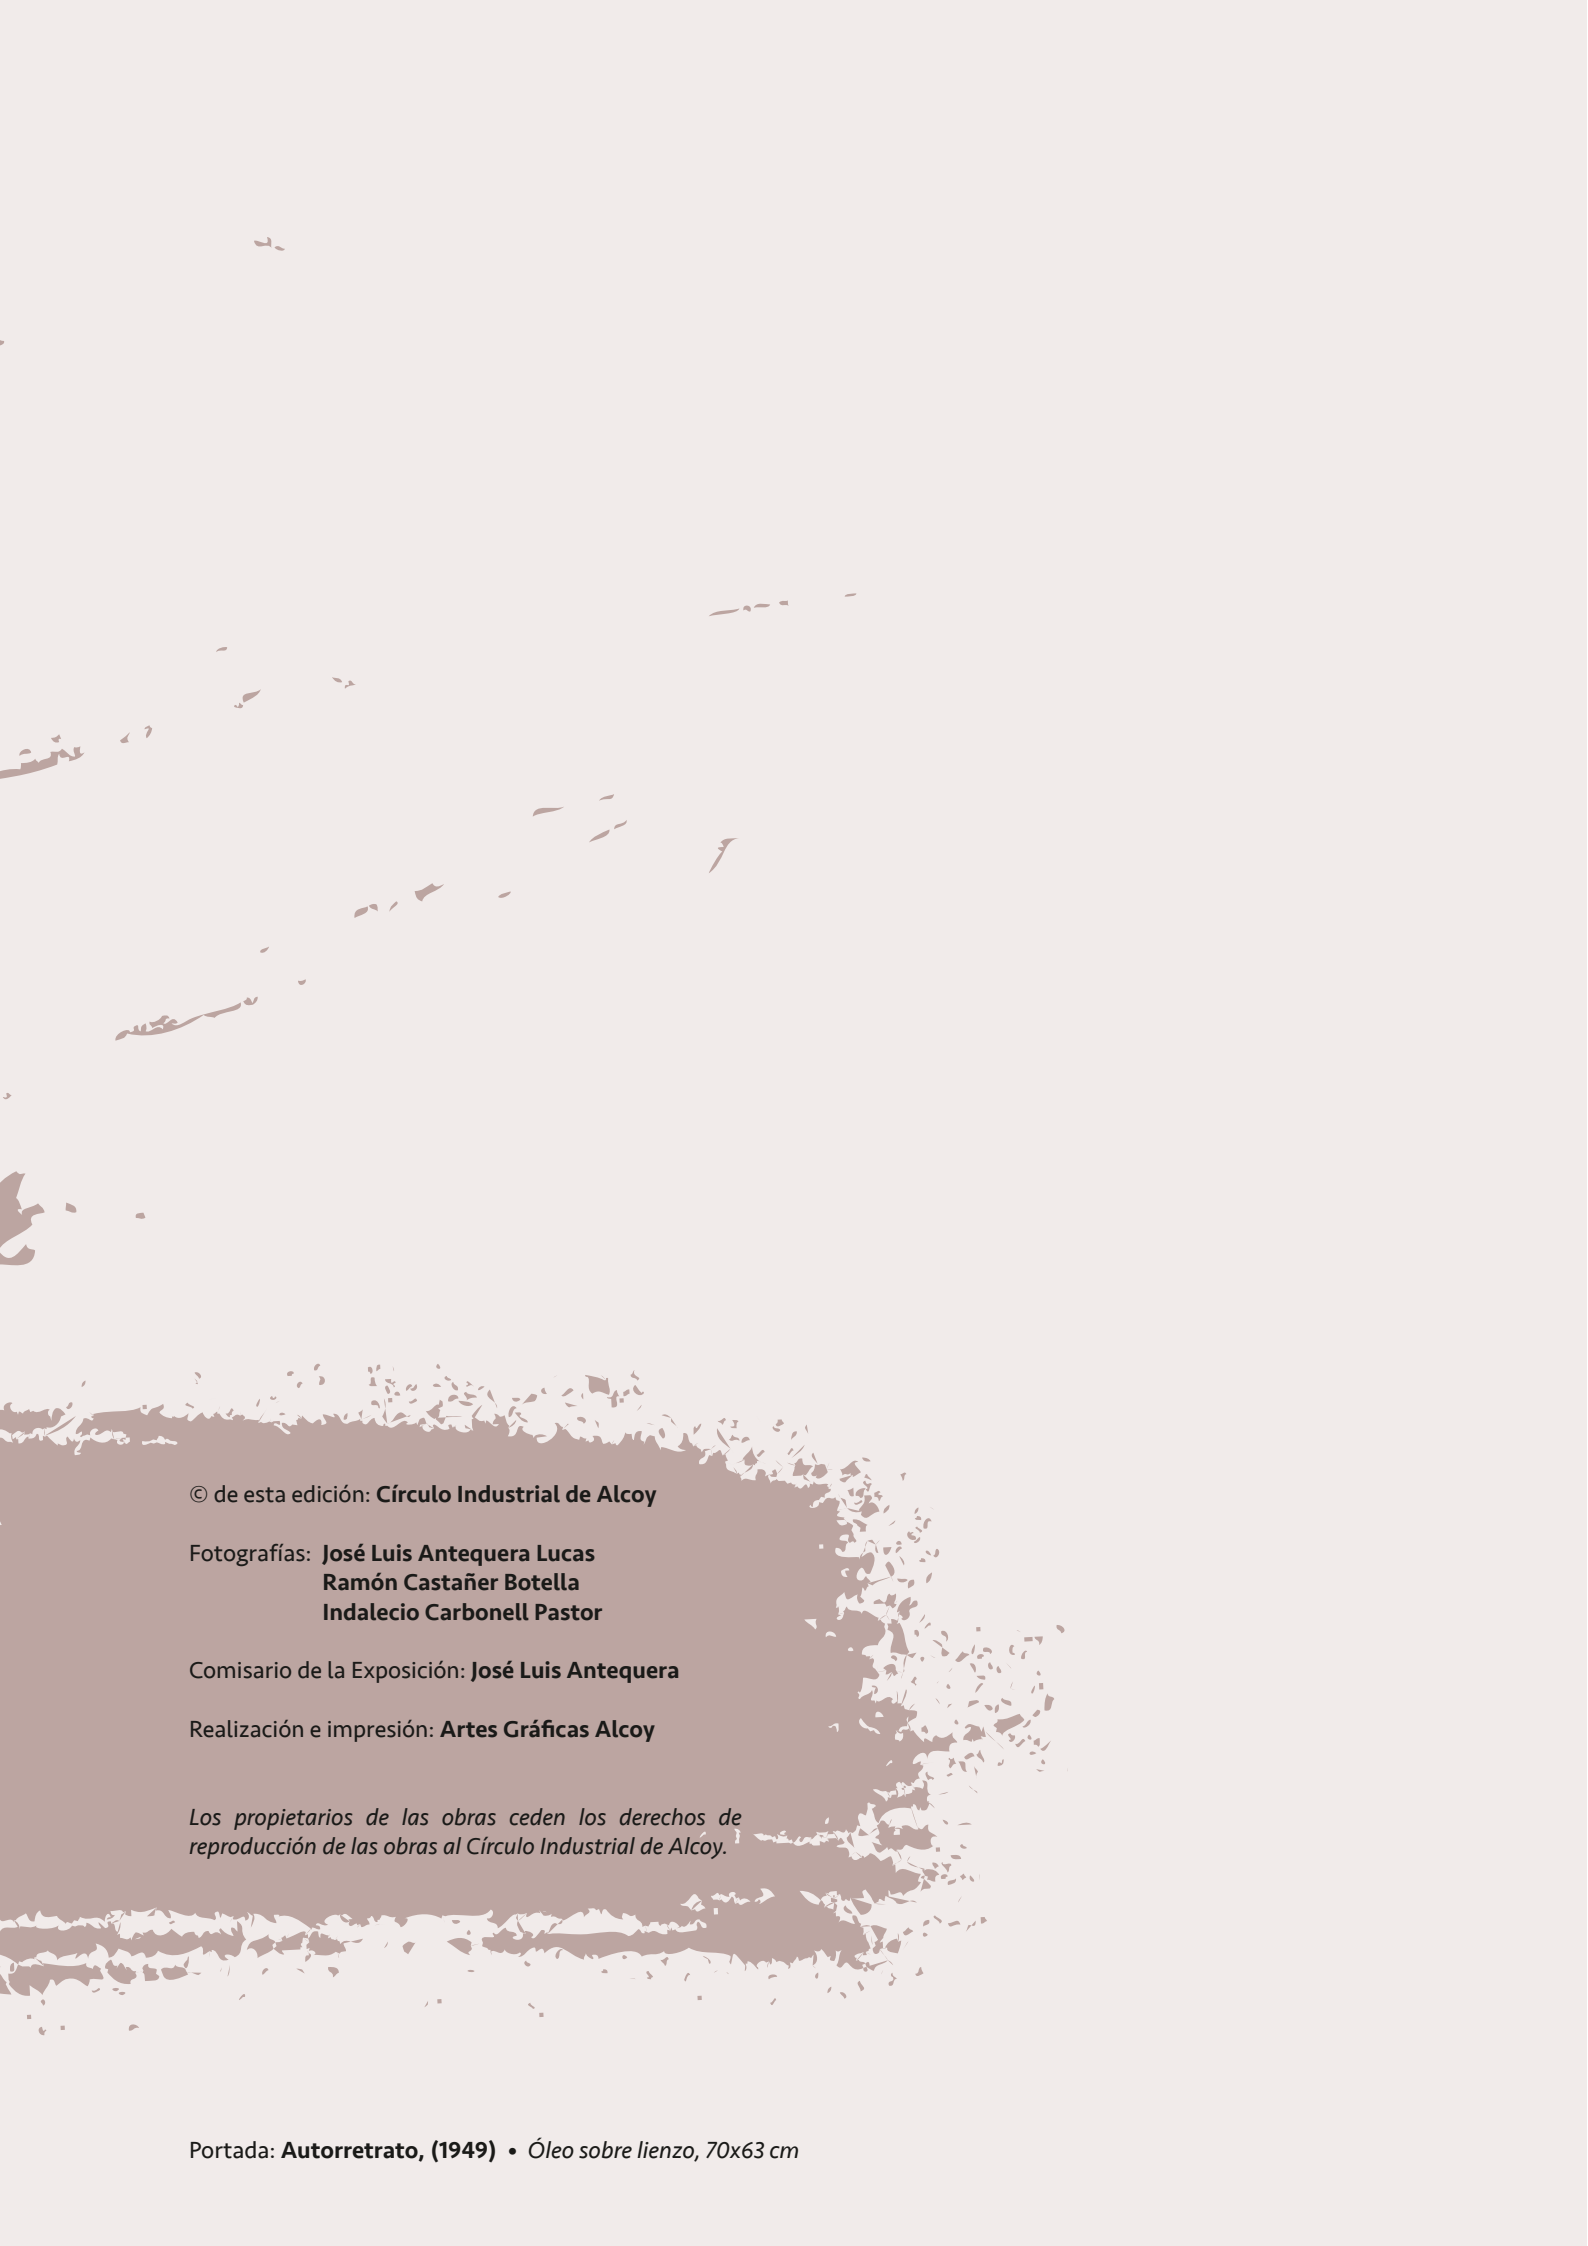 © de esta edición: Círculo Industrial de Alcoy
Fotografías: José Luis Antequera Lucas
Ramón Castañer Botella
Indalecio Carbonell Pastor
Comisario de la Exposición: José Luis Antequera
Realización e impresión: Artes Gráficas Alcoy
Los propietarios de las obras ceden los derechos de
reproducción de las obras al Círculo Industrial de Alcoy.
Portada: Autorretrato, (1949) • Óleo sobre lienzo, 70x63 cm